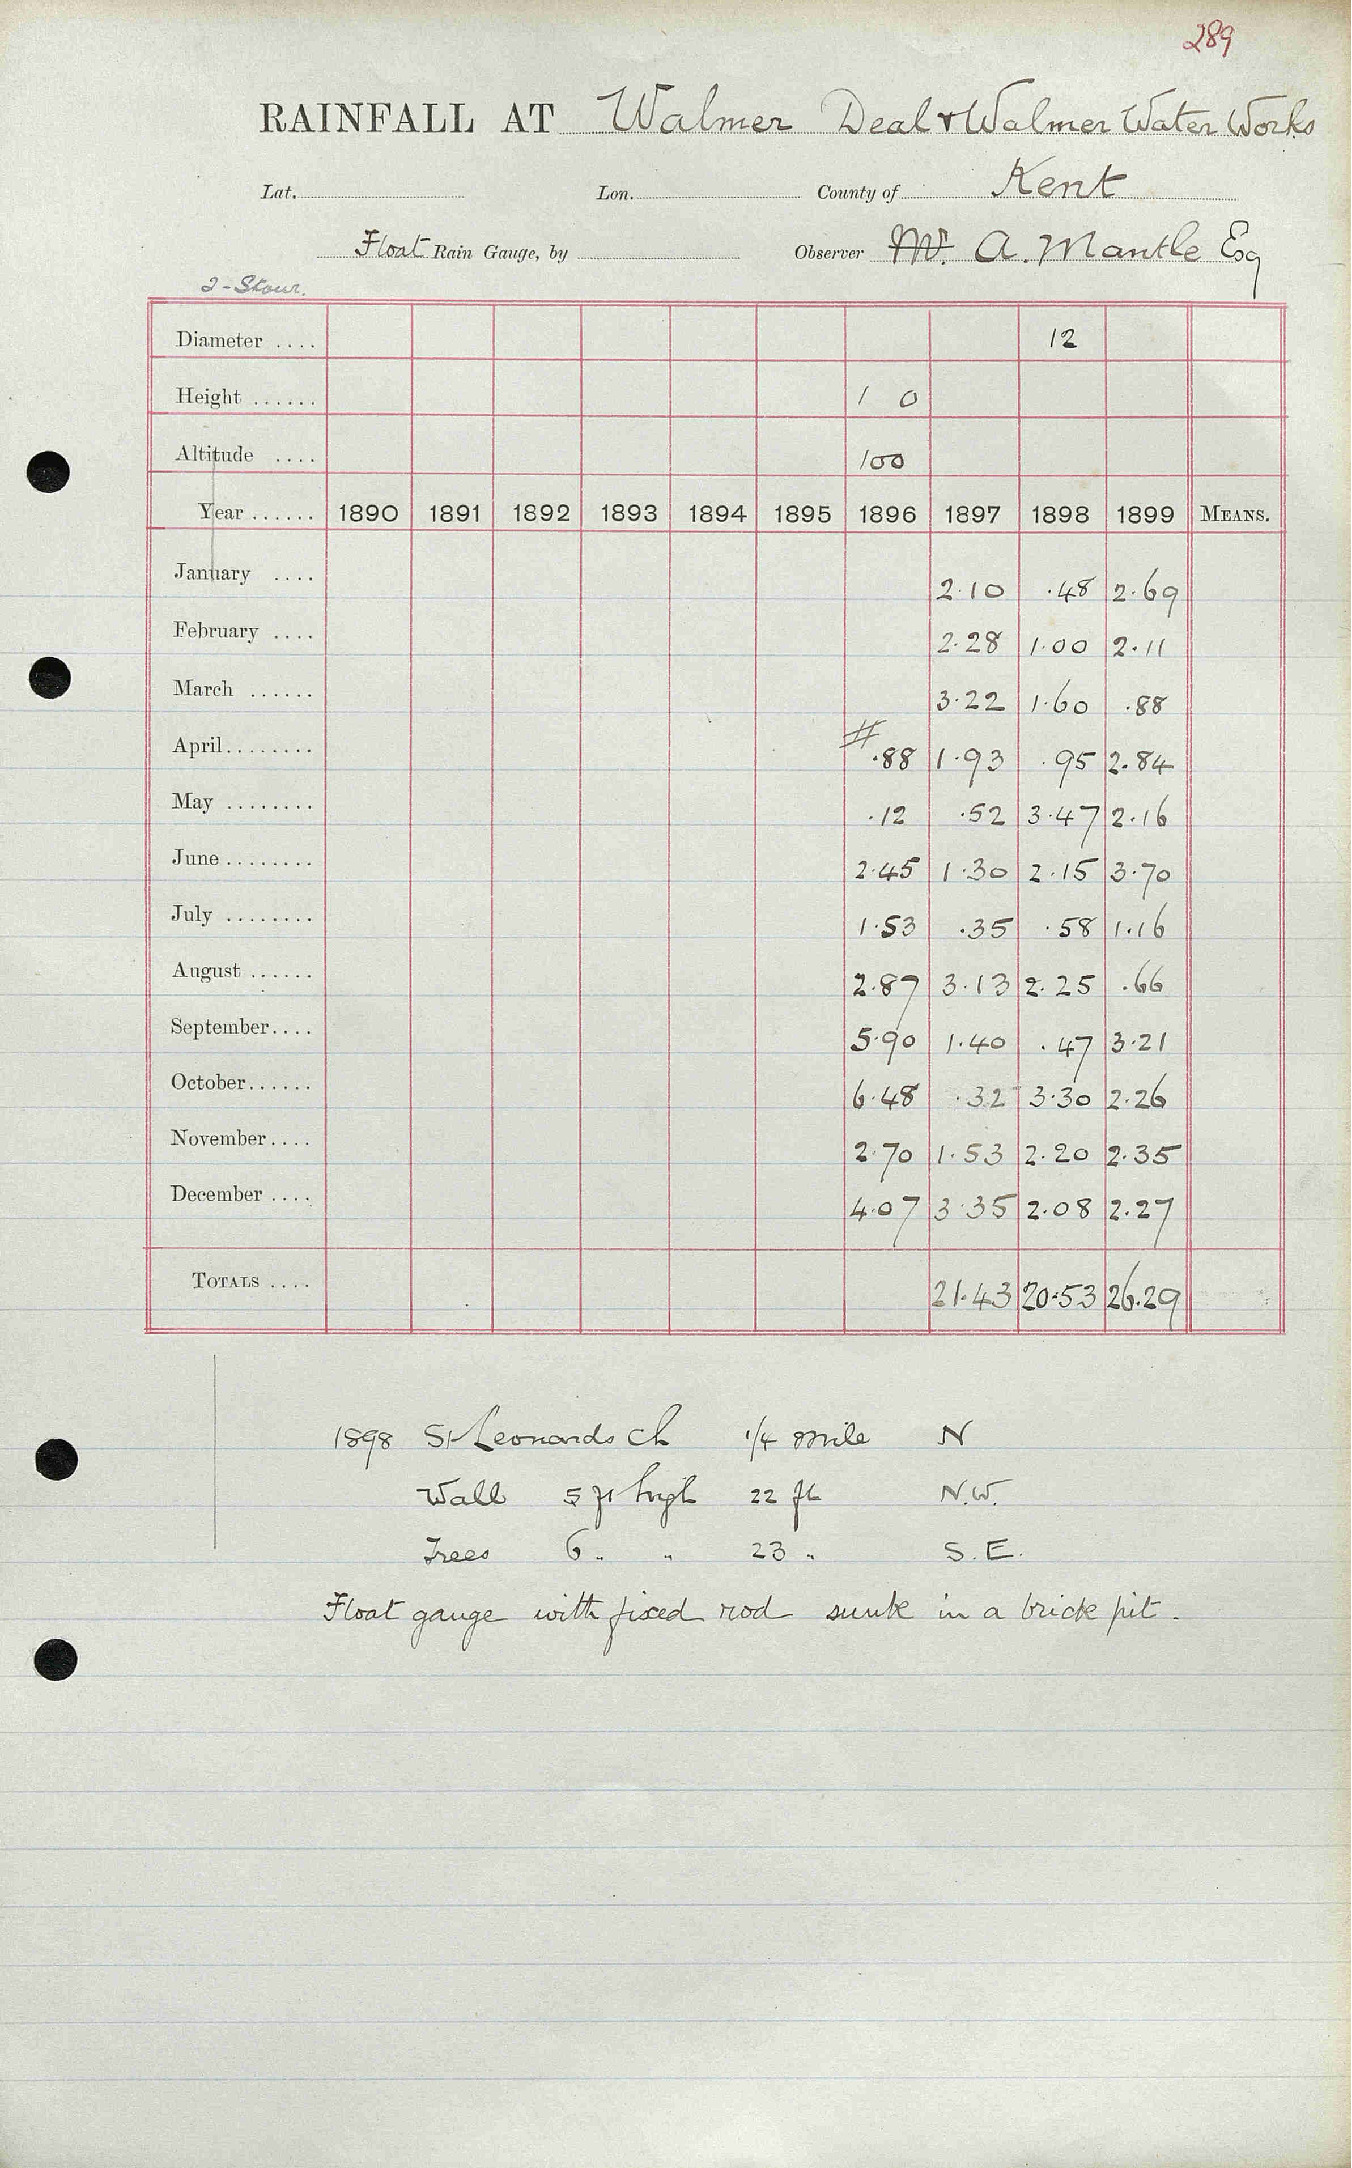 289
RAINFALL AT Walmer Deal & Walmer Water Works
Lat. Lon. County of Kent
Float Rain Gauge, by Observer A. Mantle Esq
2-Stour.
Diameter .... 12
Height ...... 1 0
Altitude .... 100
Year ...... 1890 1891 1892 1893 1894 1895 1896 1897 1898 1899 MEANS.
January .... 2.10 .48 2.69
February .... 2.28 1.00 2.11
March ...... 3.22 1.60 .88
April ........ # .88 1.93 .95 2.84
May ........ .12 .52 3.47 2.16
June ........ 2.45 1.30 2.15 3.70
July ........ 1.53 .35 .58 1.16
August ...... 2.87 3.13 2.25 .66
September.... 5.90 1.40 .47 3.21
October...... 6.48 .32 3.30 2.26
November.... 2.70 1.53 2.20 2.35
December .... 4.07 3.35 2.08 2.27
TOTALS .... 21.43 20.53 26.29
1898 St Leonards Ch 1/4 mile N
Wall 5 ft high 22 ft N.W.
Trees 6 " " 23 " S.E.
Float gauge with fixed rod sunk in a brick pit.